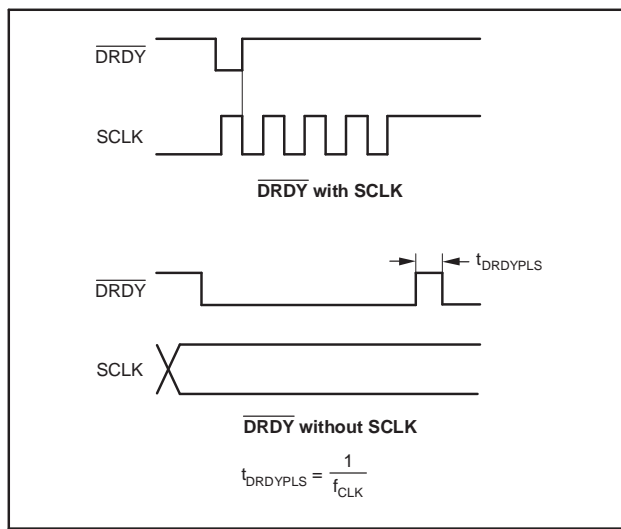 DRDY
SCLK
DRDY with SCLK
tDRDYPLS
DRDY
SCLK
DRDY without SCLK
tDRDYPLS = 1
fCLK